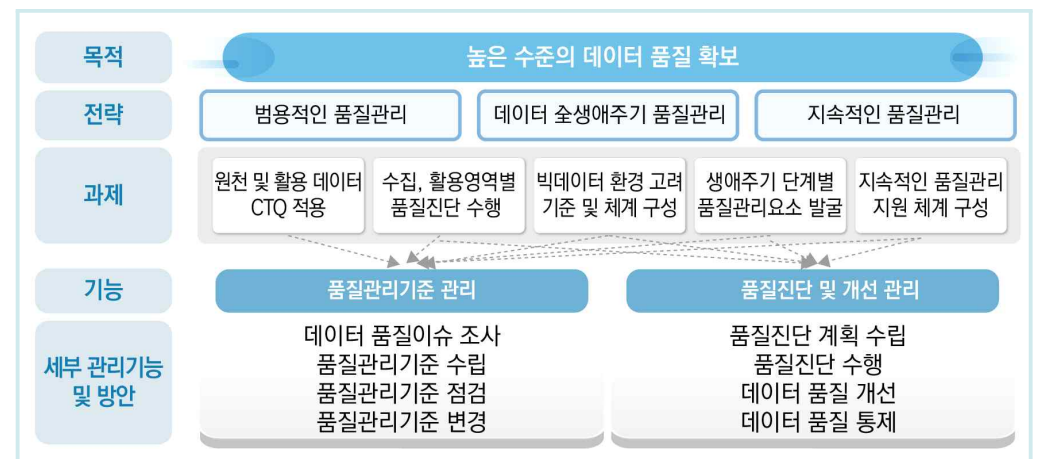 목적
높은 수준의 데이터 품질 확보
전략
범용적인 품질관리
데이터 全생애주기 품질관리
지속적인 품질관리
과제
원천 및 활용 데이터
CTQ 적용
수집, 활용영역별
품질진단 수행
빅데이터 환경 고려
기준 및 체계 구성
생애주기 단계별
품질관리요소 발굴
지속적인 품질관리
지원 체계 구성
기능
품질관리기준 관리
품질진단 및 개선 관리
세부 관리기능
및 방안
데이터 품질이슈 조사
품질관리기준 수립
품질관리기준 점검
품질관리기준 변경
품질진단 계획 수립
품질진단 수행
데이터 품질 개선
데이터 품질 통제